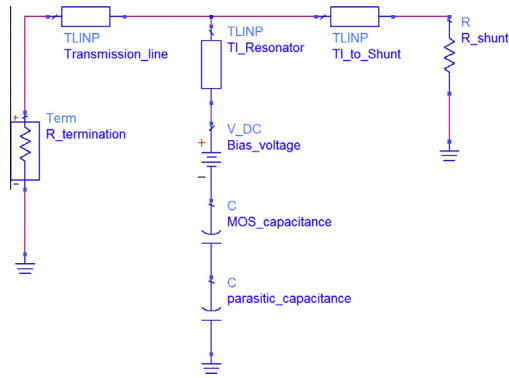 TLINP
Transmission_line
TLINP
Tl_Resonator
TLINP
Tl_to_Shunt
R
R_shunt
+
Term
R_termination
-
V_DC
+
Bias_voltage
-
C
MOS_capacitance
C
parasitic_capacitance